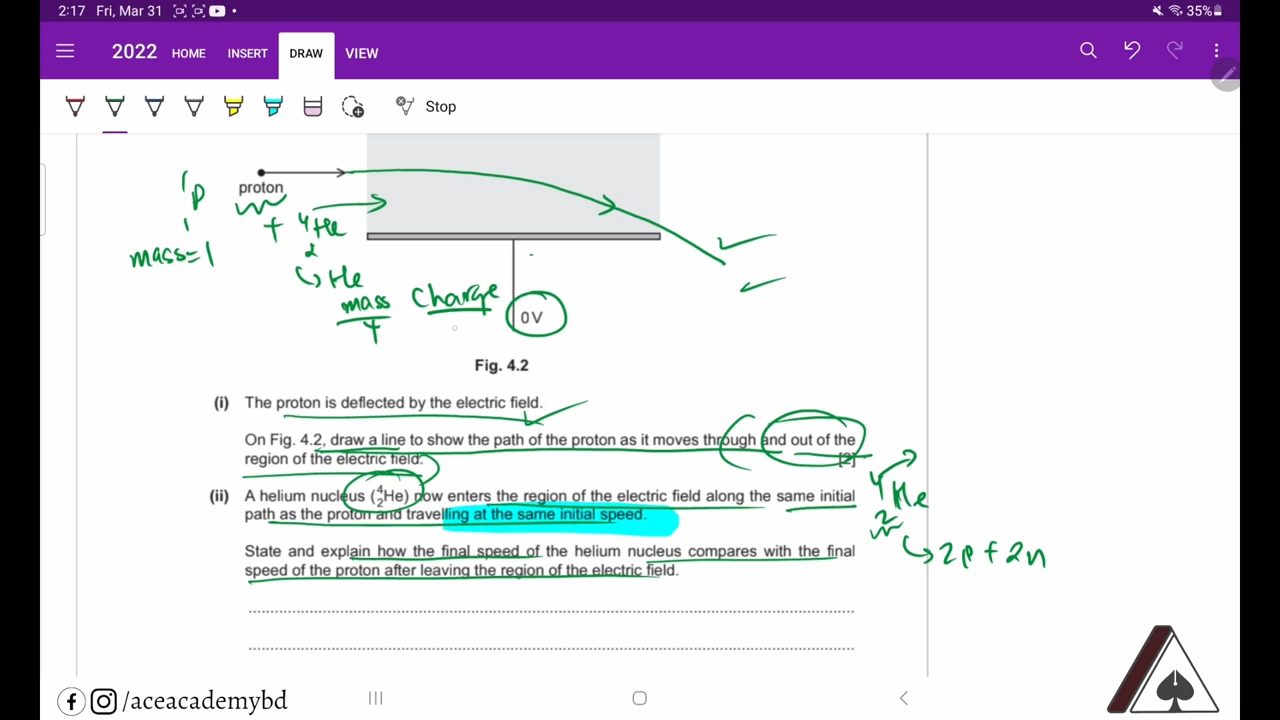 2:17 Fri, Mar 31 35%
2022 HOME INSERT DRAW VIEW
Stop
1
p
proton
+ 4
He
2
1
mass=1
He
mass
4
Charge
0V
Fig. 4.2
(i) The proton is deflected by the electric field.
On Fig. 4.2, draw a line to show the path of the proton as it moves through and out of the
region of the electric field. [2]
(ii) A helium nucleus (⁴₂He) now enters the region of the electric field along the same initial
path as the proton and travelling at the same initial speed.
4
He
2
2p + 2n
State and explain how the final speed of the helium nucleus compares with the final
speed of the proton after leaving the region of the electric field.
/aceacademybd